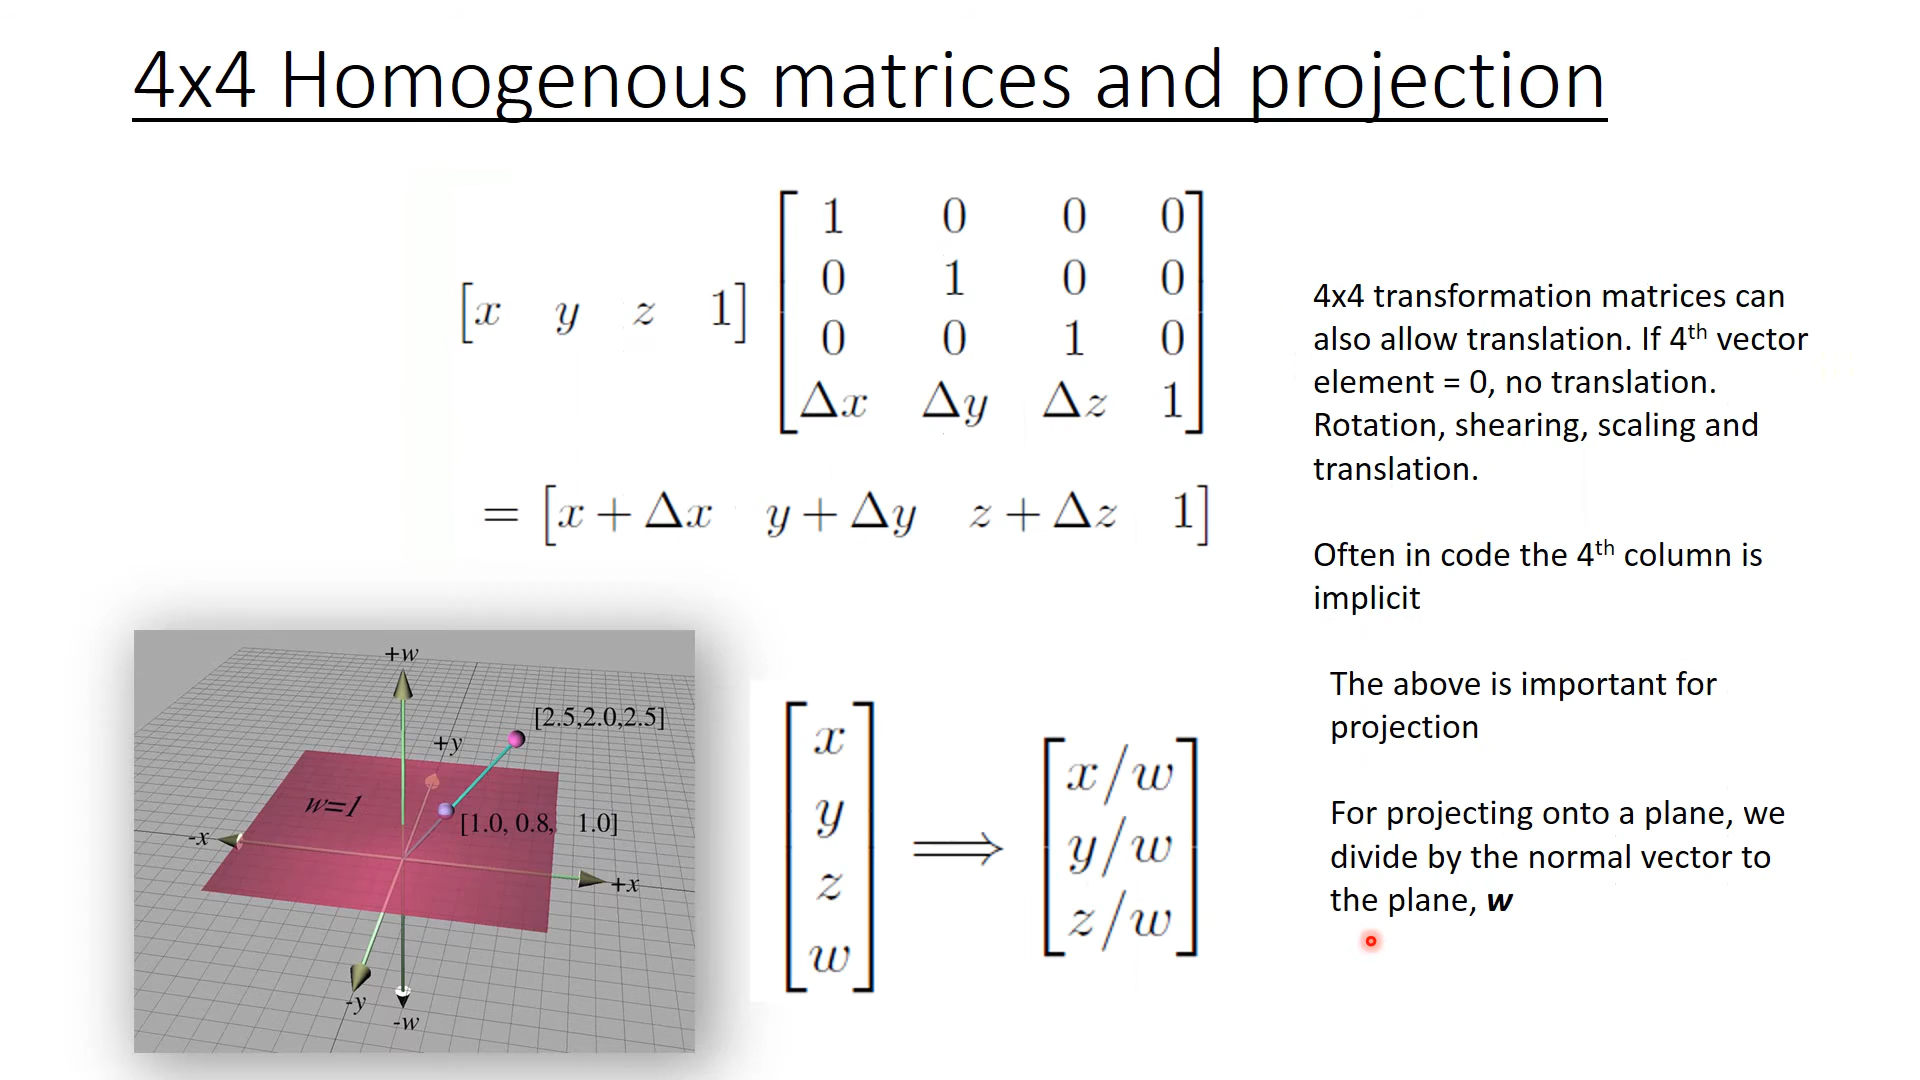 4x4 Homogenous matrices and projection
[x y z 1] [1 0 0 0
0 1 0 0
0 0 1 0
Δx Δy Δz 1]
= [x + Δx y + Δy z + Δz 1]
4x4 transformation matrices can
also allow translation. If 4th vector
element = 0, no translation.
Rotation, shearing, scaling and
translation.
Often in code the 4th column is
implicit
The above is important for
projection
For projecting onto a plane, we
divide by the normal vector to
the plane, w
+w
[2.5,2.0,2.5]
+y
w=1
[1.0, 0.8, 1.0]
-x
+x
-y
-w
[x
y
z
w]
⟹
[x/w
y/w
z/w]